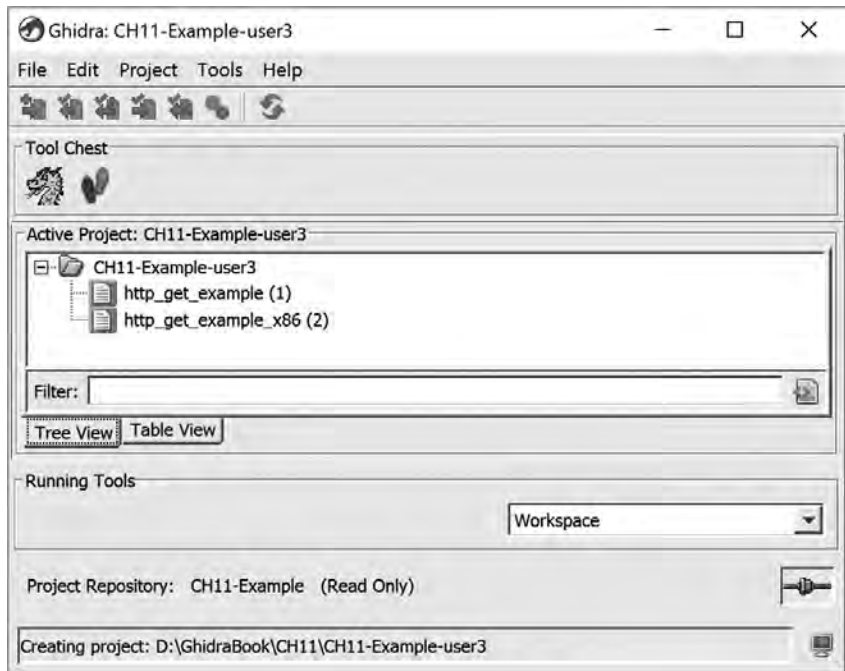 Ghidra: CH11-Example-user3
File Edit Project Tools Help
Tool Chest
Active Project: CH11-Example-user3
CH11-Example-user3
http_get_example (1)
http_get_example_x86 (2)
Filter:
Tree View Table View
Running Tools
Workspace
Project Repository: CH11-Example (Read Only)
Creating project: D:\GhidraBook\CH11\CH11-Example-user3